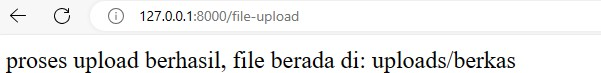 127.0.0.1:8000/file-upload
proses upload berhasil, file berada di: uploads/berkas